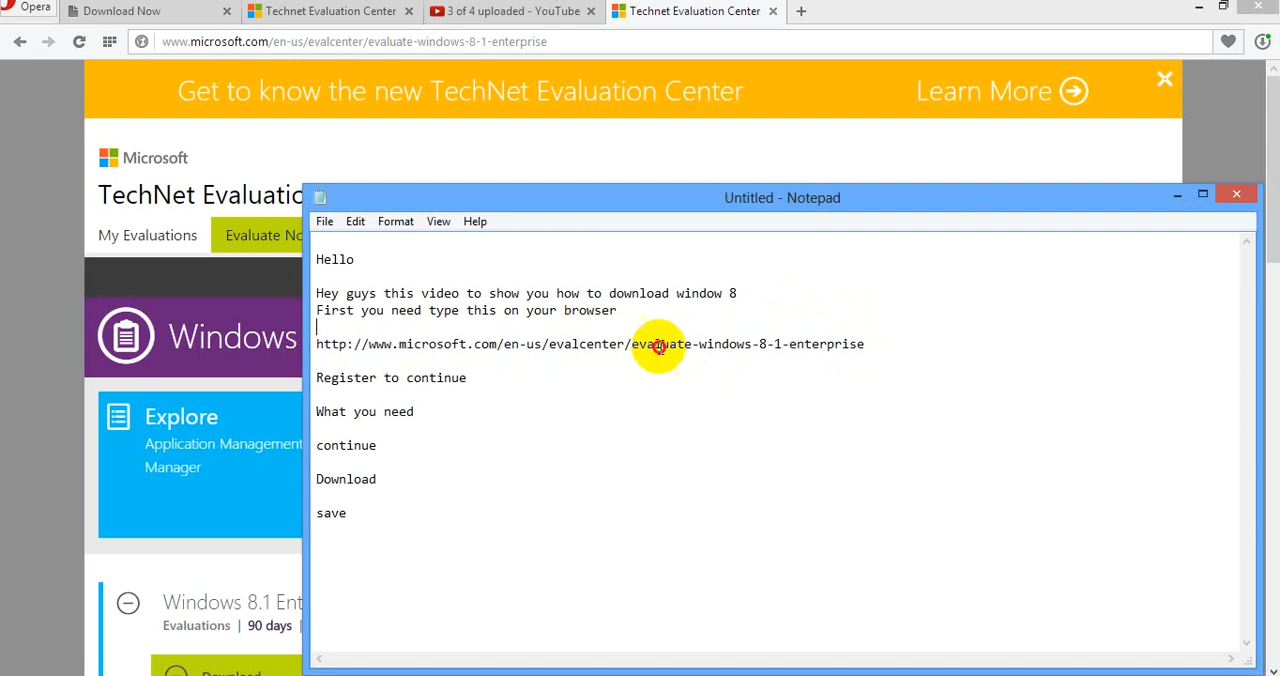 Opera
Download Now
Technet Evaluation Center
3 of 4 uploaded - YouTube
Technet Evaluation Center
www.microsoft.com/en-us/evalcenter/evaluate-windows-8-1-enterprise
Get to know the new TechNet Evaluation Center
Learn More
Microsoft
TechNet Evaluatio
My Evaluations
Evaluate No
Windows
Explore
Application Management
Manager
Windows 8.1 Ent
Evaluations | 90 days |
Download
Untitled - Notepad
File Edit Format View Help
Hello
Hey guys this video to show you how to download window 8
First you need type this on your browser
http://www.microsoft.com/en-us/evalcenter/evaluate-windows-8-1-enterprise
Register to continue
What you need
continue
Download
save